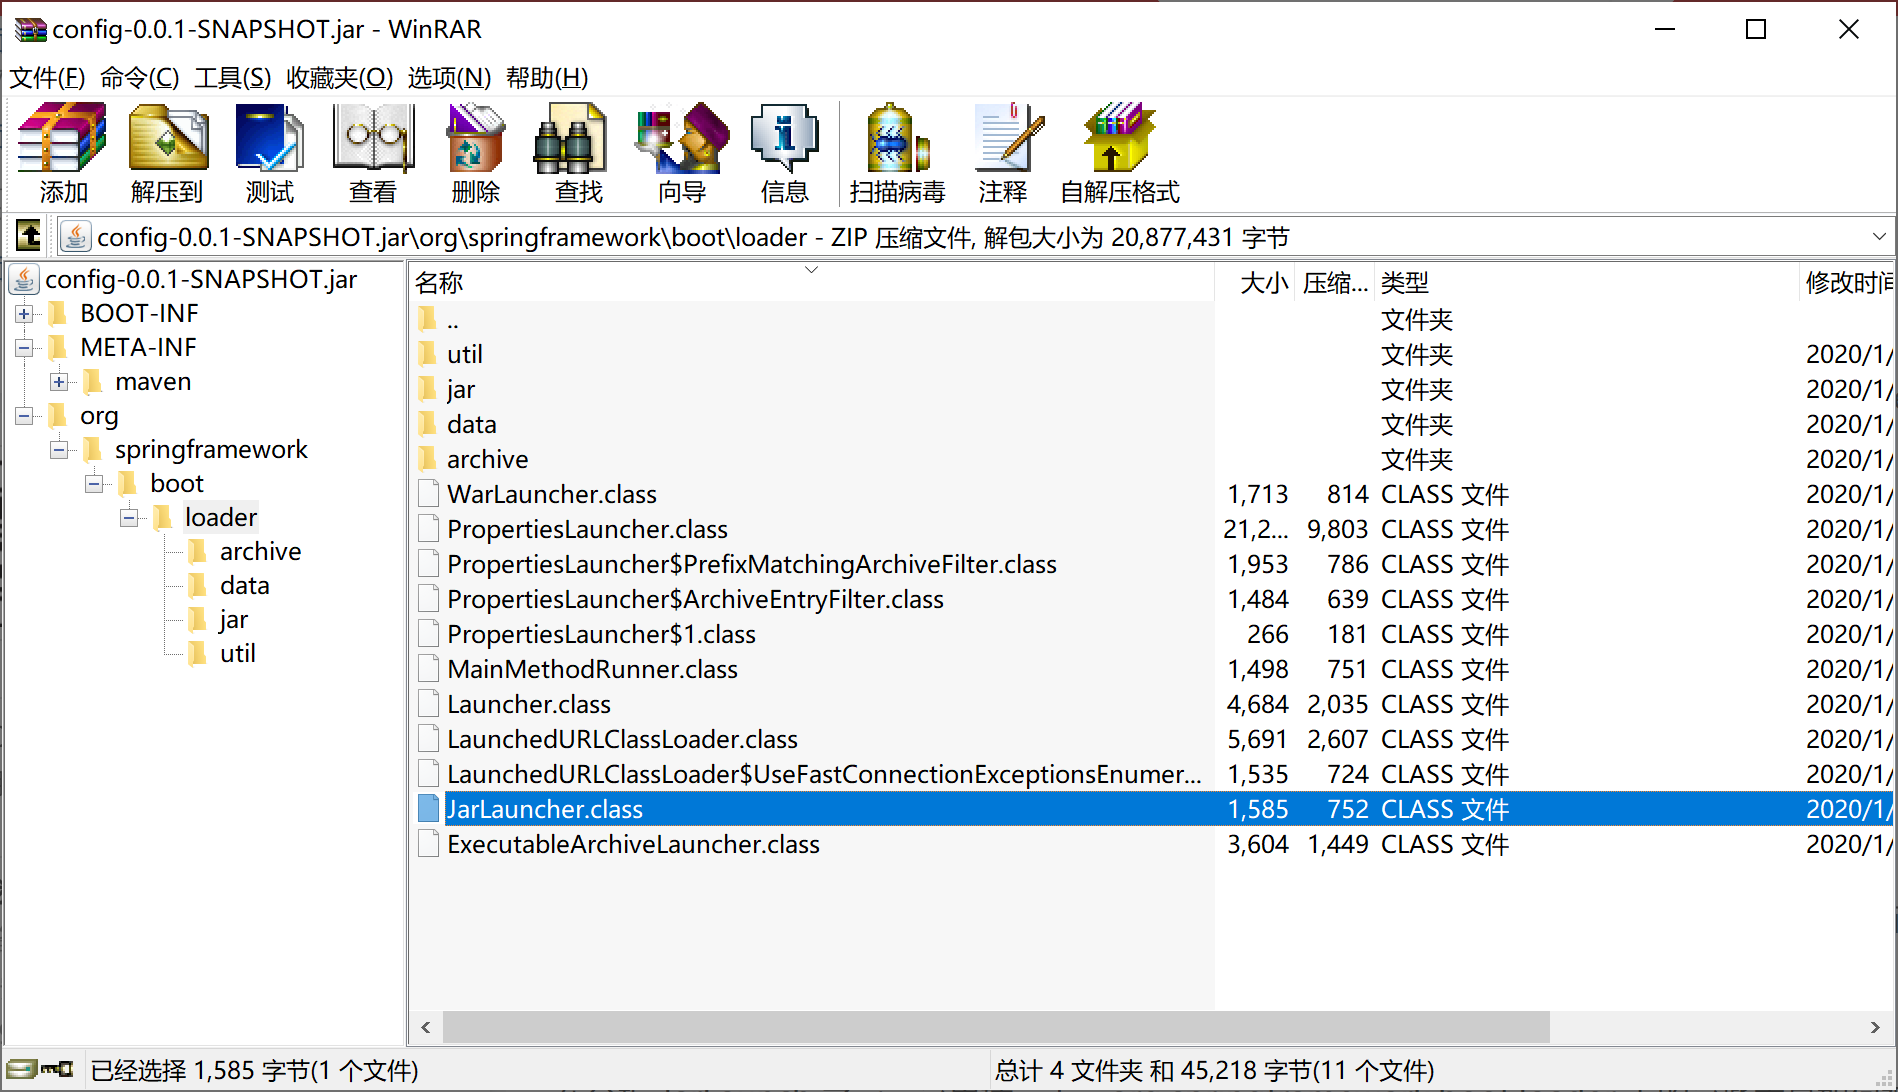 config-0.0.1-SNAPSHOT.jar - WinRAR
文件(F) 命令(C) 工具(S) 收藏夹(O) 选项(N) 帮助(H)
添加 解压到 测试 查看 删除 查找 向导 信息 扫描病毒 注释 自解压格式
config-0.0.1-SNAPSHOT.jar\org\springframework\boot\loader - ZIP 压缩文件, 解包大小为 20,877,431 字节
config-0.0.1-SNAPSHOT.jar
BOOT-INF
META-INF
maven
org
springframework
boot
loader
archive
data
jar
util
名称 大小 压缩... 类型 修改时间
.. 文件夹
util 文件夹 2020/1/
jar 文件夹 2020/1/
data 文件夹 2020/1/
archive 文件夹 2020/1/
WarLauncher.class 1,713 814 CLASS 文件 2020/1/
PropertiesLauncher.class 21,2... 9,803 CLASS 文件 2020/1/
PropertiesLauncher$PrefixMatchingArchiveFilter.class 1,953 786 CLASS 文件 2020/1/
PropertiesLauncher$ArchiveEntryFilter.class 1,484 639 CLASS 文件 2020/1/
PropertiesLauncher$1.class 266 181 CLASS 文件 2020/1/
MainMethodRunner.class 1,498 751 CLASS 文件 2020/1/
Launcher.class 4,684 2,035 CLASS 文件 2020/1/
LaunchedURLClassLoader.class 5,691 2,607 CLASS 文件 2020/1/
LaunchedURLClassLoader$UseFastConnectionExceptionsEnumer... 1,535 724 CLASS 文件 2020/1/
JarLauncher.class 1,585 752 CLASS 文件 2020/1/
ExecutableArchiveLauncher.class 3,604 1,449 CLASS 文件 2020/1/
已经选择 1,585 字节(1 个文件) 总计 4 文件夹 和 45,218 字节(11 个文件)